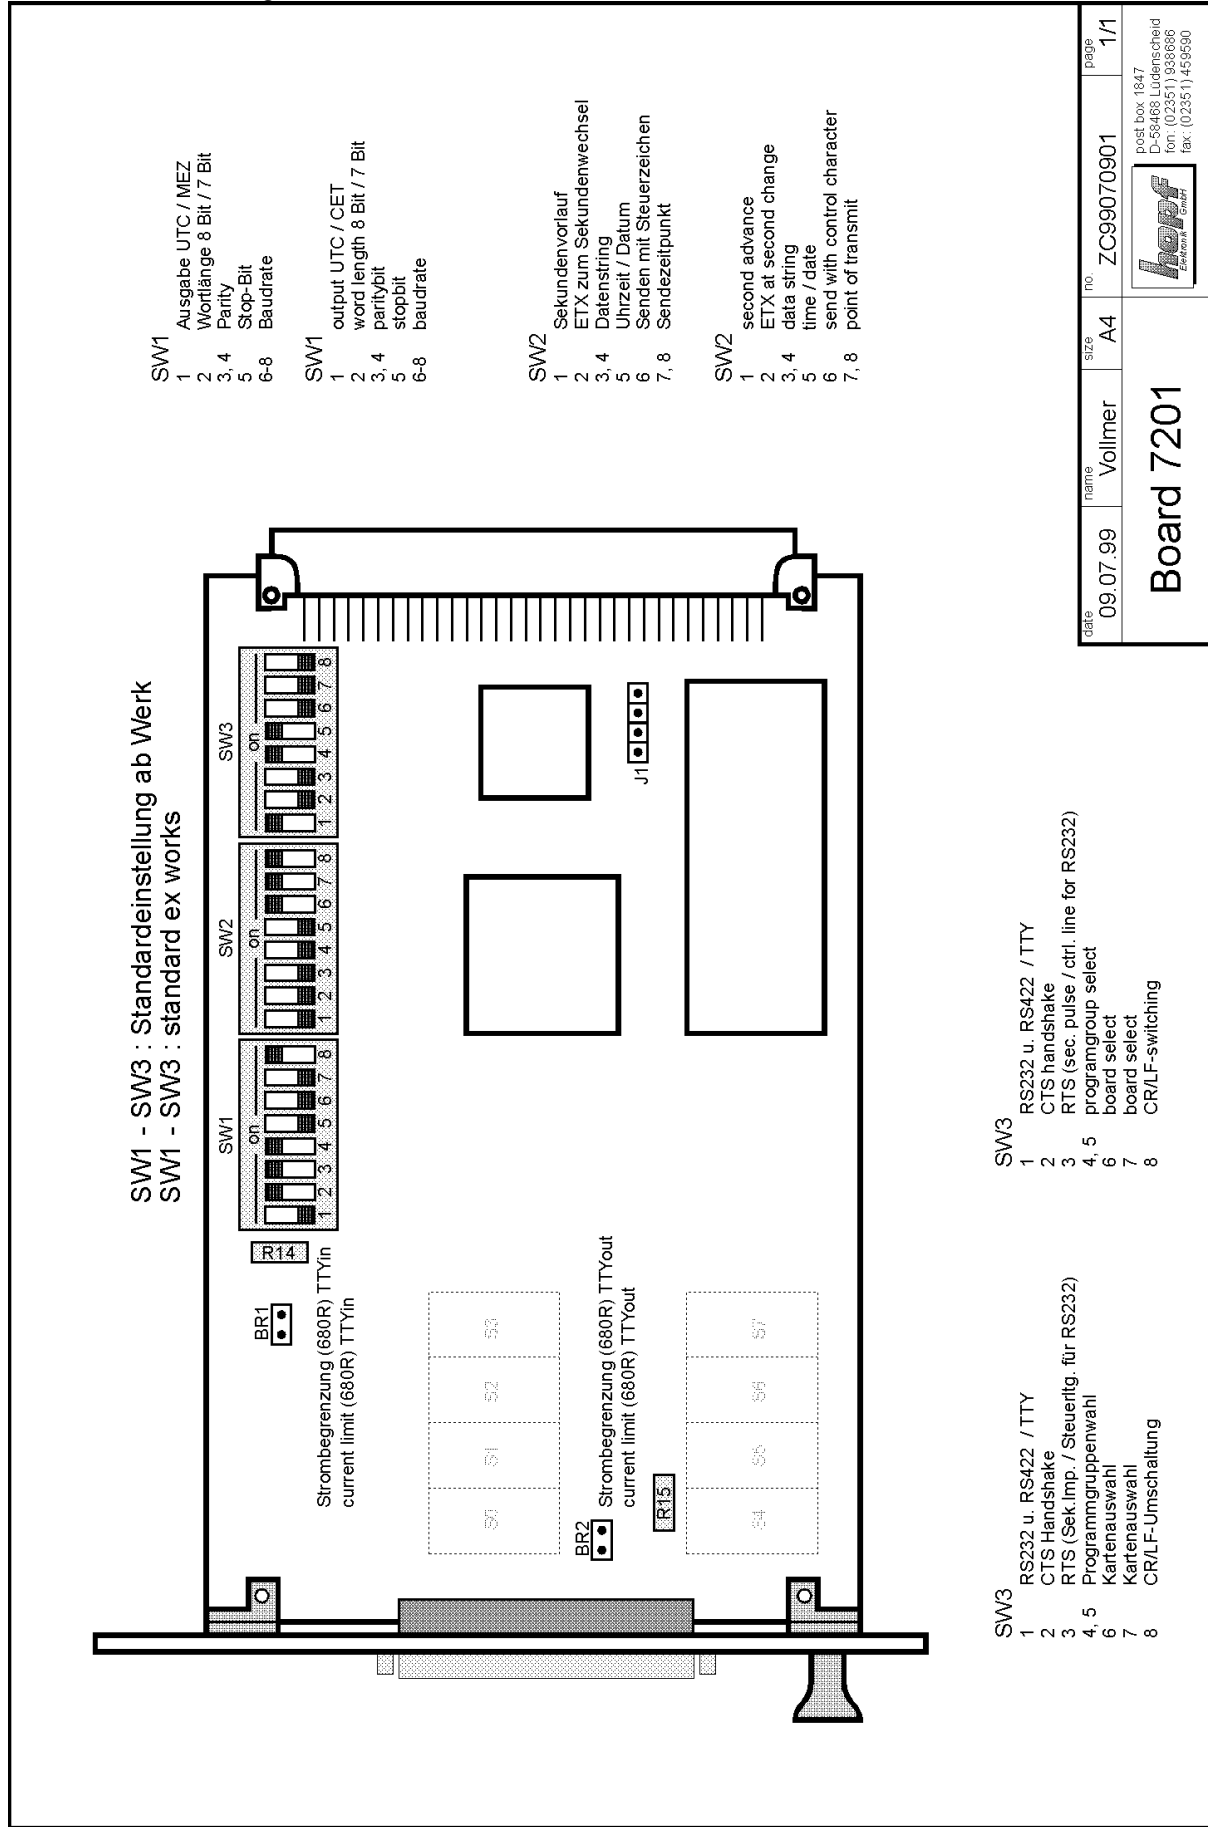 SW1 - SW3 : Standardeinstellung ab Werk
SW1 - SW3 : standard ex works
SW1
on
1 2 3 4 5 6 7 8
SW2
on
1 2 3 4 5 6 7 8
SW3
on
1 2 3 4 5 6 7 8
R14
BR1
Strombegrenzung (680R) TTYin
current limit (680R) TTYin
S0 S1 S2 S3
BR2
Strombegrenzung (680R) TTYout
current limit (680R) TTYout
R15
S4 S5 S6 S7
J1
SW1
1 Ausgabe UTC / MEZ
2 Wortlänge 8 Bit / 7 Bit
3, 4 Parity
5 Stop-Bit
6-8 Baudrate
SW1
1 output UTC / CET
2 word length 8 Bit / 7 Bit
3, 4 paritybit
5 stopbit
6-8 baudrate
SW2
1 Sekundenvorlauf
2 ETX zum Sekundenwechsel
3, 4 Datenstring
5 Uhrzeit / Datum
6 Senden mit Steuerzeichen
7, 8 Sendezeitpunkt
SW2
1 second advance
2 ETX at second change
3, 4 data string
5 time / date
6 send with control character
7, 8 point of transmit
SW3
1 RS232 u. RS422 / TTY
2 CTS Handshake
3 RTS (Sek.Imp. / Steuerltg. für RS232)
4, 5 Programmgruppenwahl
6 Kartenauswahl
7 Kartenauswahl
8 CR/LF-Umschaltung
SW3
1 RS232 u. RS422 / TTY
2 CTS handshake
3 RTS (sec. pulse / ctrl. line for RS232)
4, 5 programgroup select
6 board select
7 board select
8 CR/LF-switching
date 09.07.99 name Vollmer size A4 no. ZC99070901 page 1/1
Board 7201
hopf
Elektronik GmbH
post box 1847
D-58468 Lüdenscheid
fon: (02351) 938686
fax: (02351) 459590